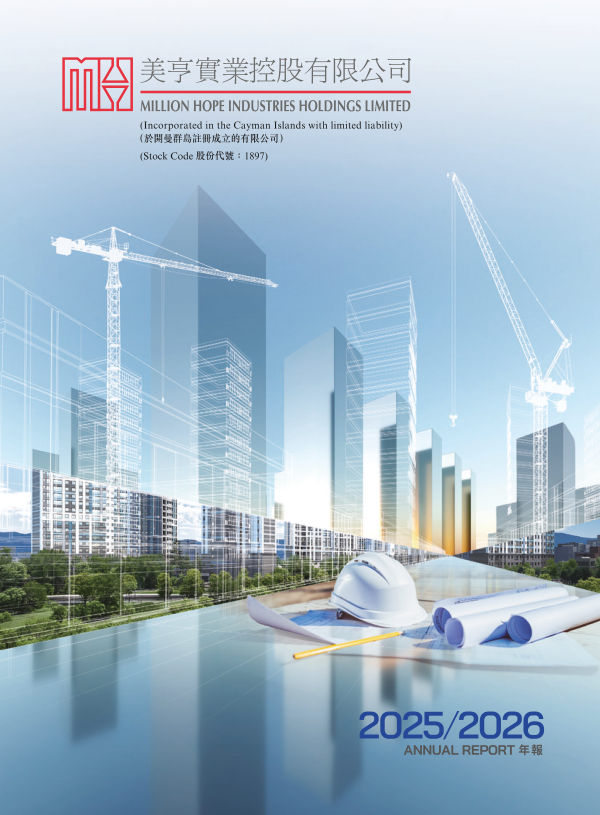 美亨實業控股有限公司
MILLION HOPE INDUSTRIES HOLDINGS LIMITED
(Incorporated in the Cayman Islands with limited liability)
(於開曼群島註冊成立的有限公司)
(Stock Code 股份代號：1897)
2025/2026
ANNUAL REPORT 年報